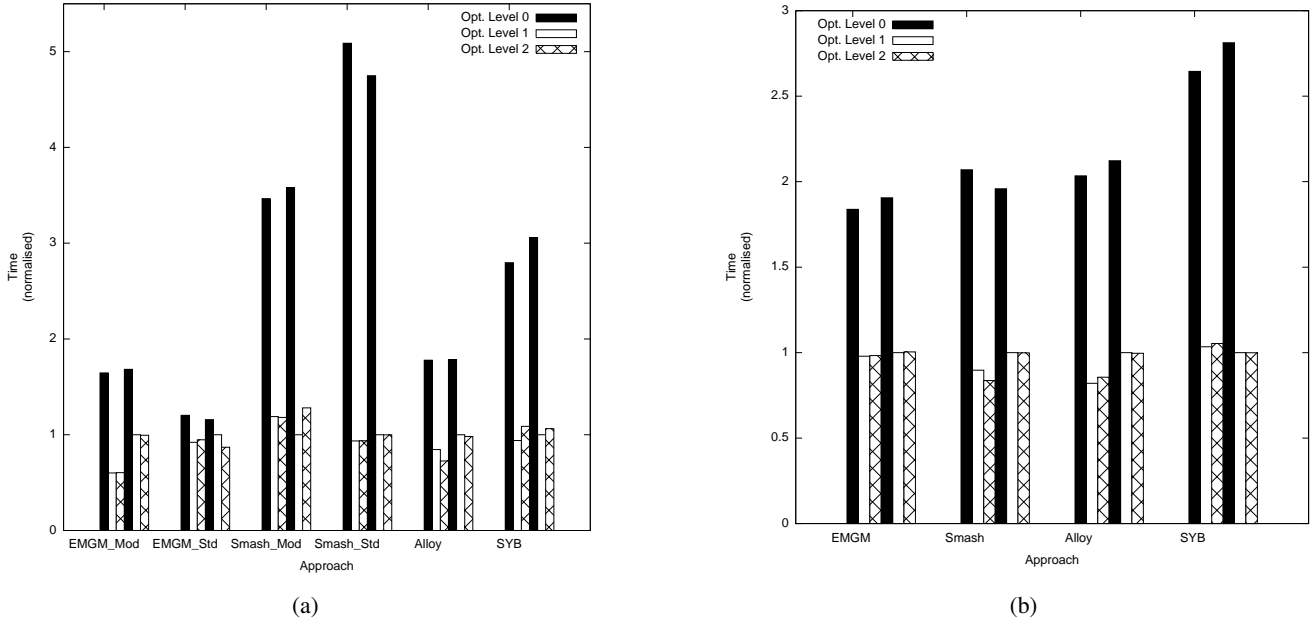 5
4
3
2
1
0
Time
(normalised)
Opt. Level 0
Opt. Level 1
Opt. Level 2
EMGM_Mod EMGM_Std Smash_Mod Smash_Std Alloy SYB
Approach
(a)
3
2.5
2
1.5
1
0.5
0
Time
(normalised)
Opt. Level 0
Opt. Level 1
Opt. Level 2
EMGM Smash Alloy SYB
Approach
(b)